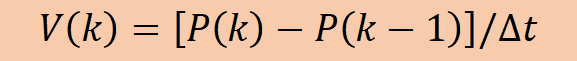 V(k) = [P(k) − P(k − 1)]/Δt